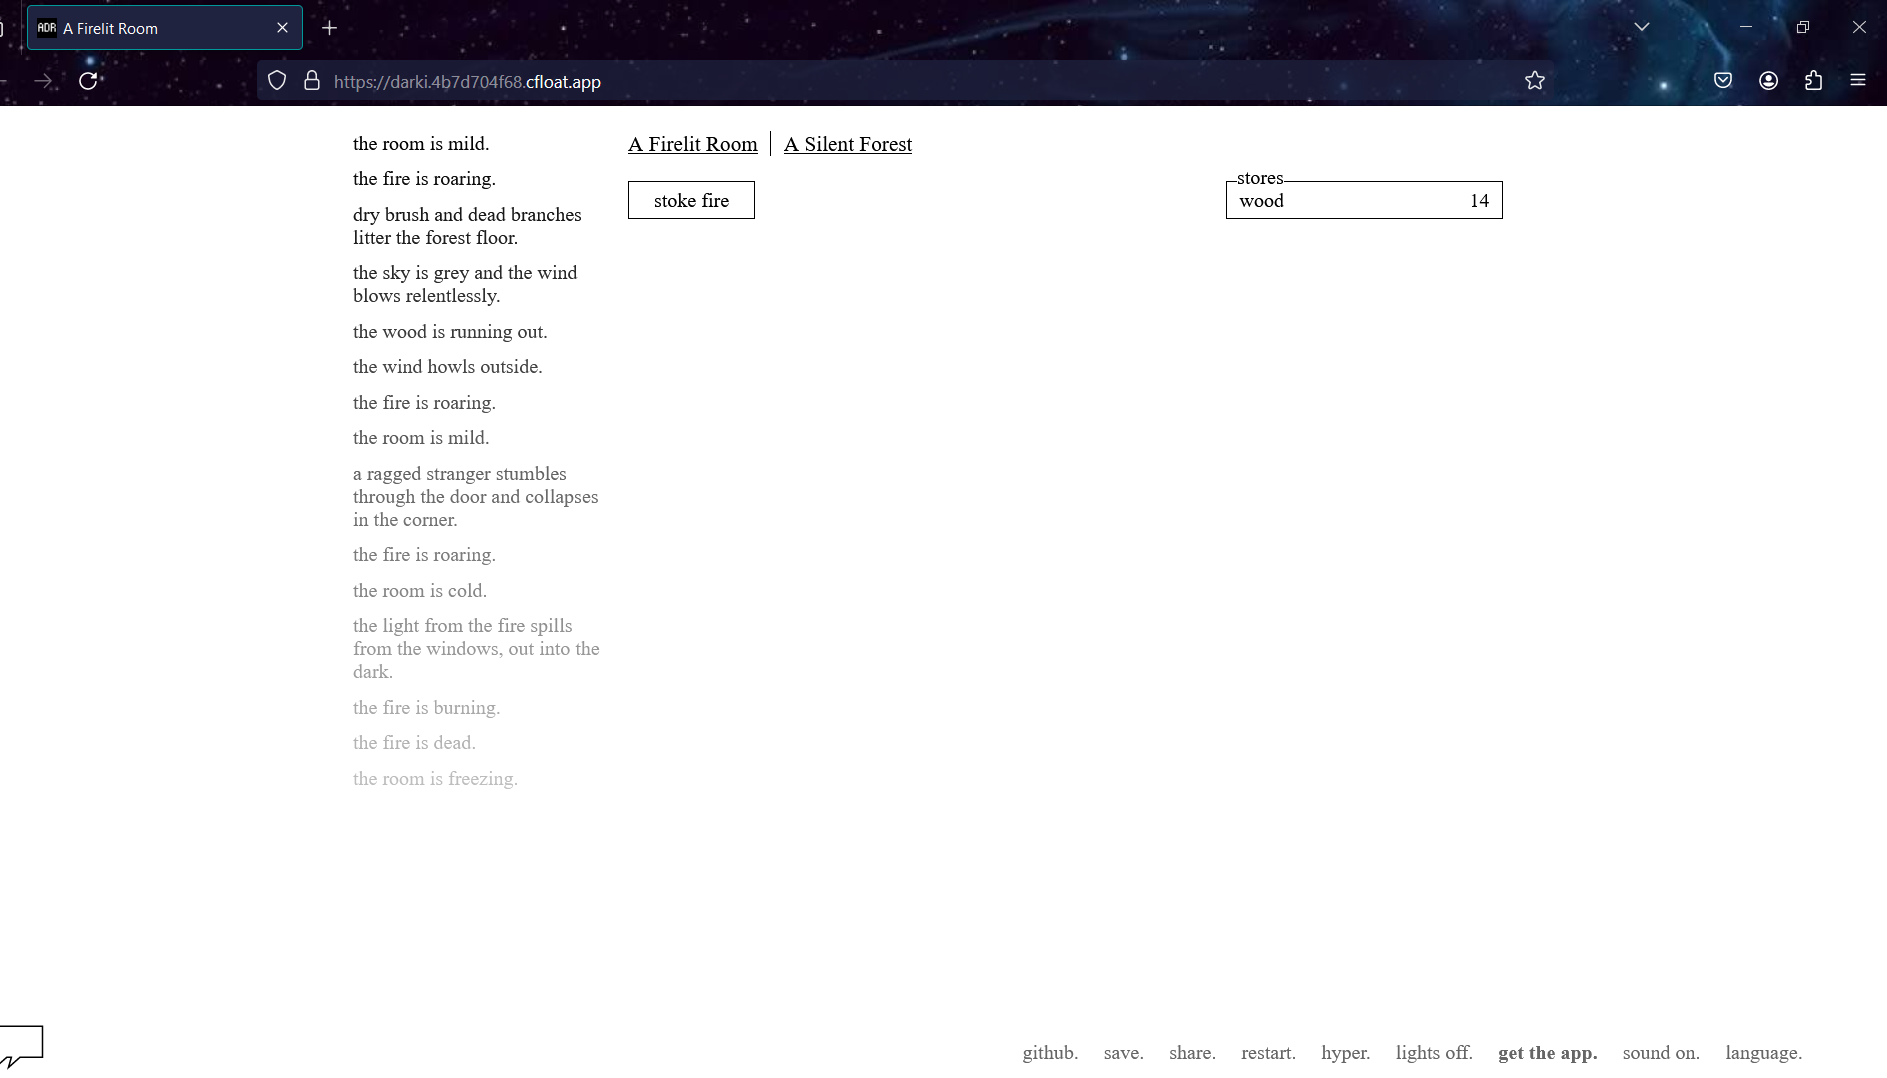 ADR A Firelit Room
https://darki.4b7d704f68.cfloat.app
the room is mild.
the fire is roaring.
dry brush and dead branches
litter the forest floor.
the sky is grey and the wind
blows relentlessly.
the wood is running out.
the wind howls outside.
the fire is roaring.
the room is mild.
a ragged stranger stumbles
through the door and collapses
in the corner.
the fire is roaring.
the room is cold.
the light from the fire spills
from the windows, out into the
dark.
the fire is burning.
the fire is dead.
the room is freezing.
A Firelit Room | A Silent Forest
stoke fire
stores
wood 14
github. save. share. restart. hyper. lights off. get the app. sound on. language.